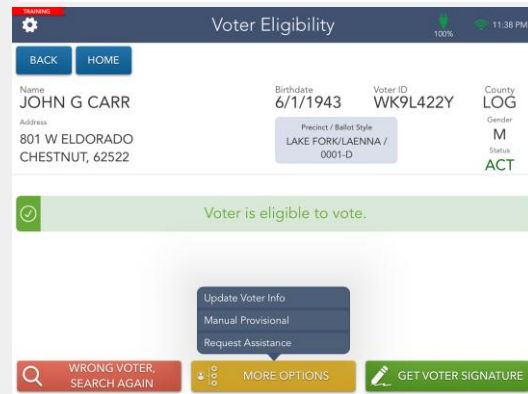 TRAINING
Voter Eligibility
100%
11:38 PM
BACK
HOME
Name
JOHN G CARR
Address
801 W ELDORADO
CHESTNUT, 62522
Birthdate
6/1/1943
Precinct / Ballot Style
LAKE FORK/LAENNA /
0001-D
Voter ID
WK9L422Y
County
LOG
Gender
M
Status
ACT
Voter is eligible to vote.
Update Voter Info
Manual Provisional
Request Assistance
WRONG VOTER,
SEARCH AGAIN
MORE OPTIONS
GET VOTER SIGNATURE